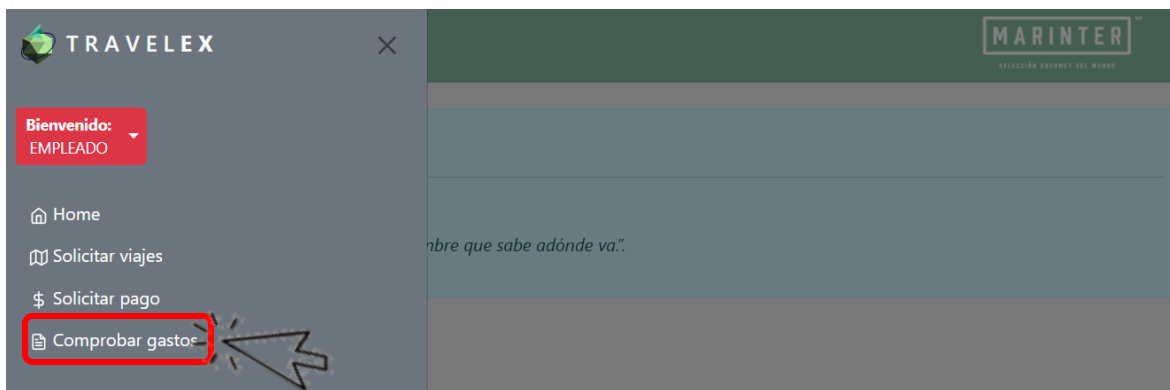 TRAVELEX
MARINTER
SELECCIÓN GOURMET DEL MUNDO
Bienvenido:
EMPLEADO
Home
Solicitar viajes
mbre que sabe adónde va.".
$ Solicitar pago
Comprobar gastos